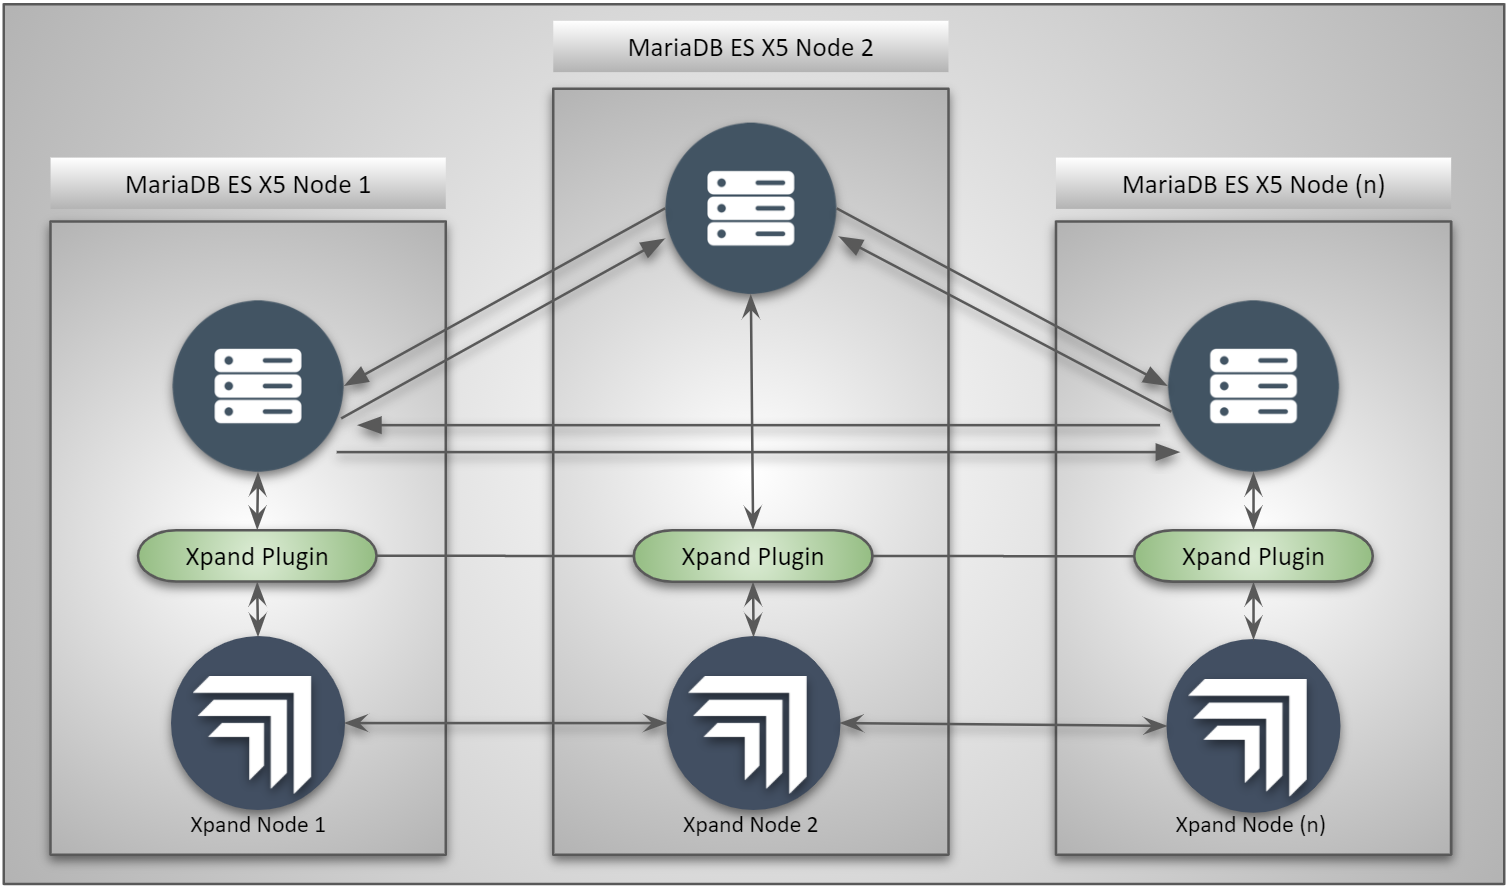 MariaDB ES X5 Node 2
MariaDB ES X5 Node 1
MariaDB ES X5 Node (n)
Xpand Plugin
Xpand Plugin
Xpand Plugin
Xpand Node 1
Xpand Node 2
Xpand Node (n)